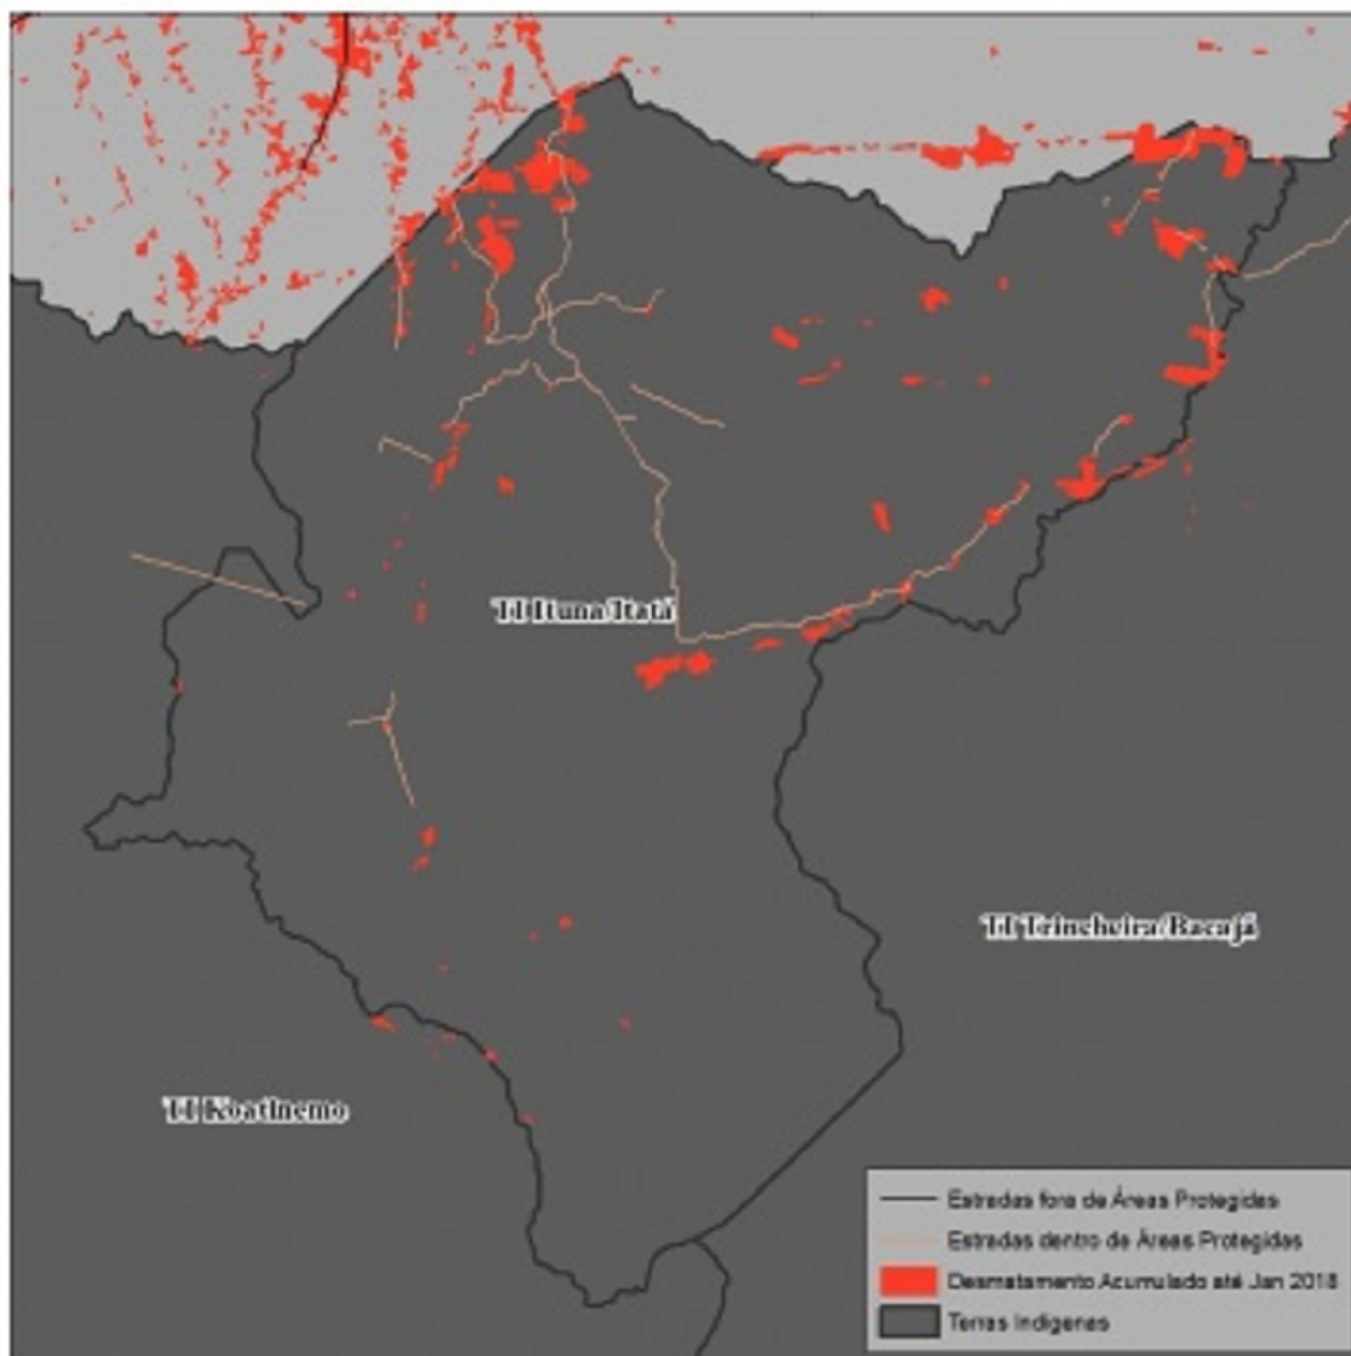 TI Ituna/Itatá
TI Trincheira/Bacajá
TI Koatinemo
Estradas fora de Áreas Protegidas
Estradas dentro de Áreas Protegidas
Desmatamento Acumulado até Jan 2018
Terras Indígenas